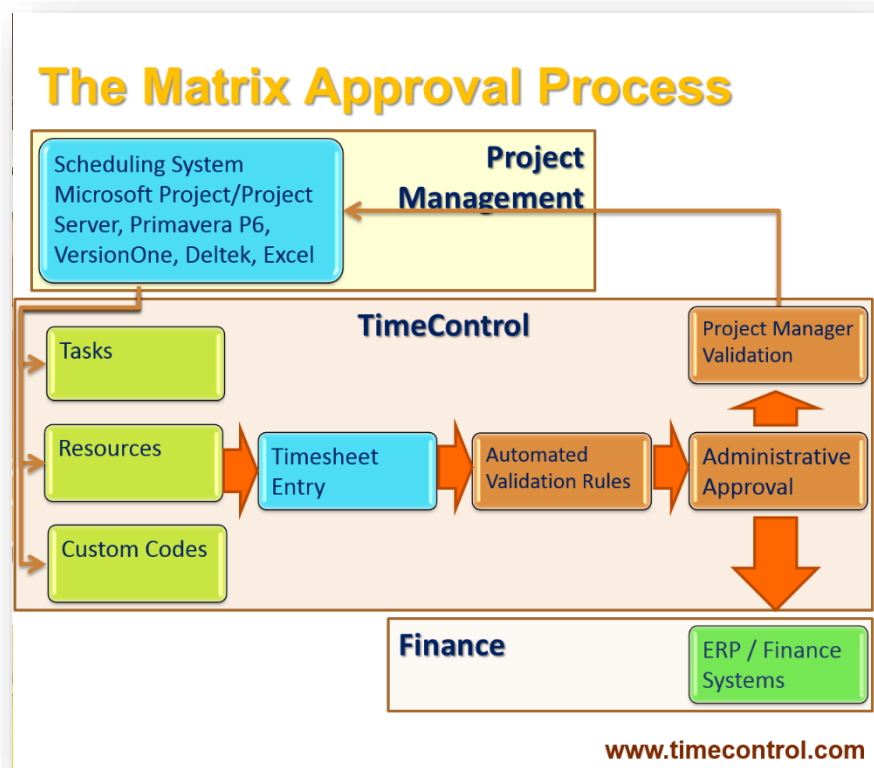 The Matrix Approval Process
Scheduling System
Microsoft Project/Project
Server, Primavera P6,
VersionOne, Deltek, Excel
Project
Management
TimeControl
Tasks
Project Manager
Validation
Resources
Timesheet
Entry
Automated
Validation Rules
Administrative
Approval
Custom Codes
Finance
ERP / Finance
Systems
www.timecontrol.com